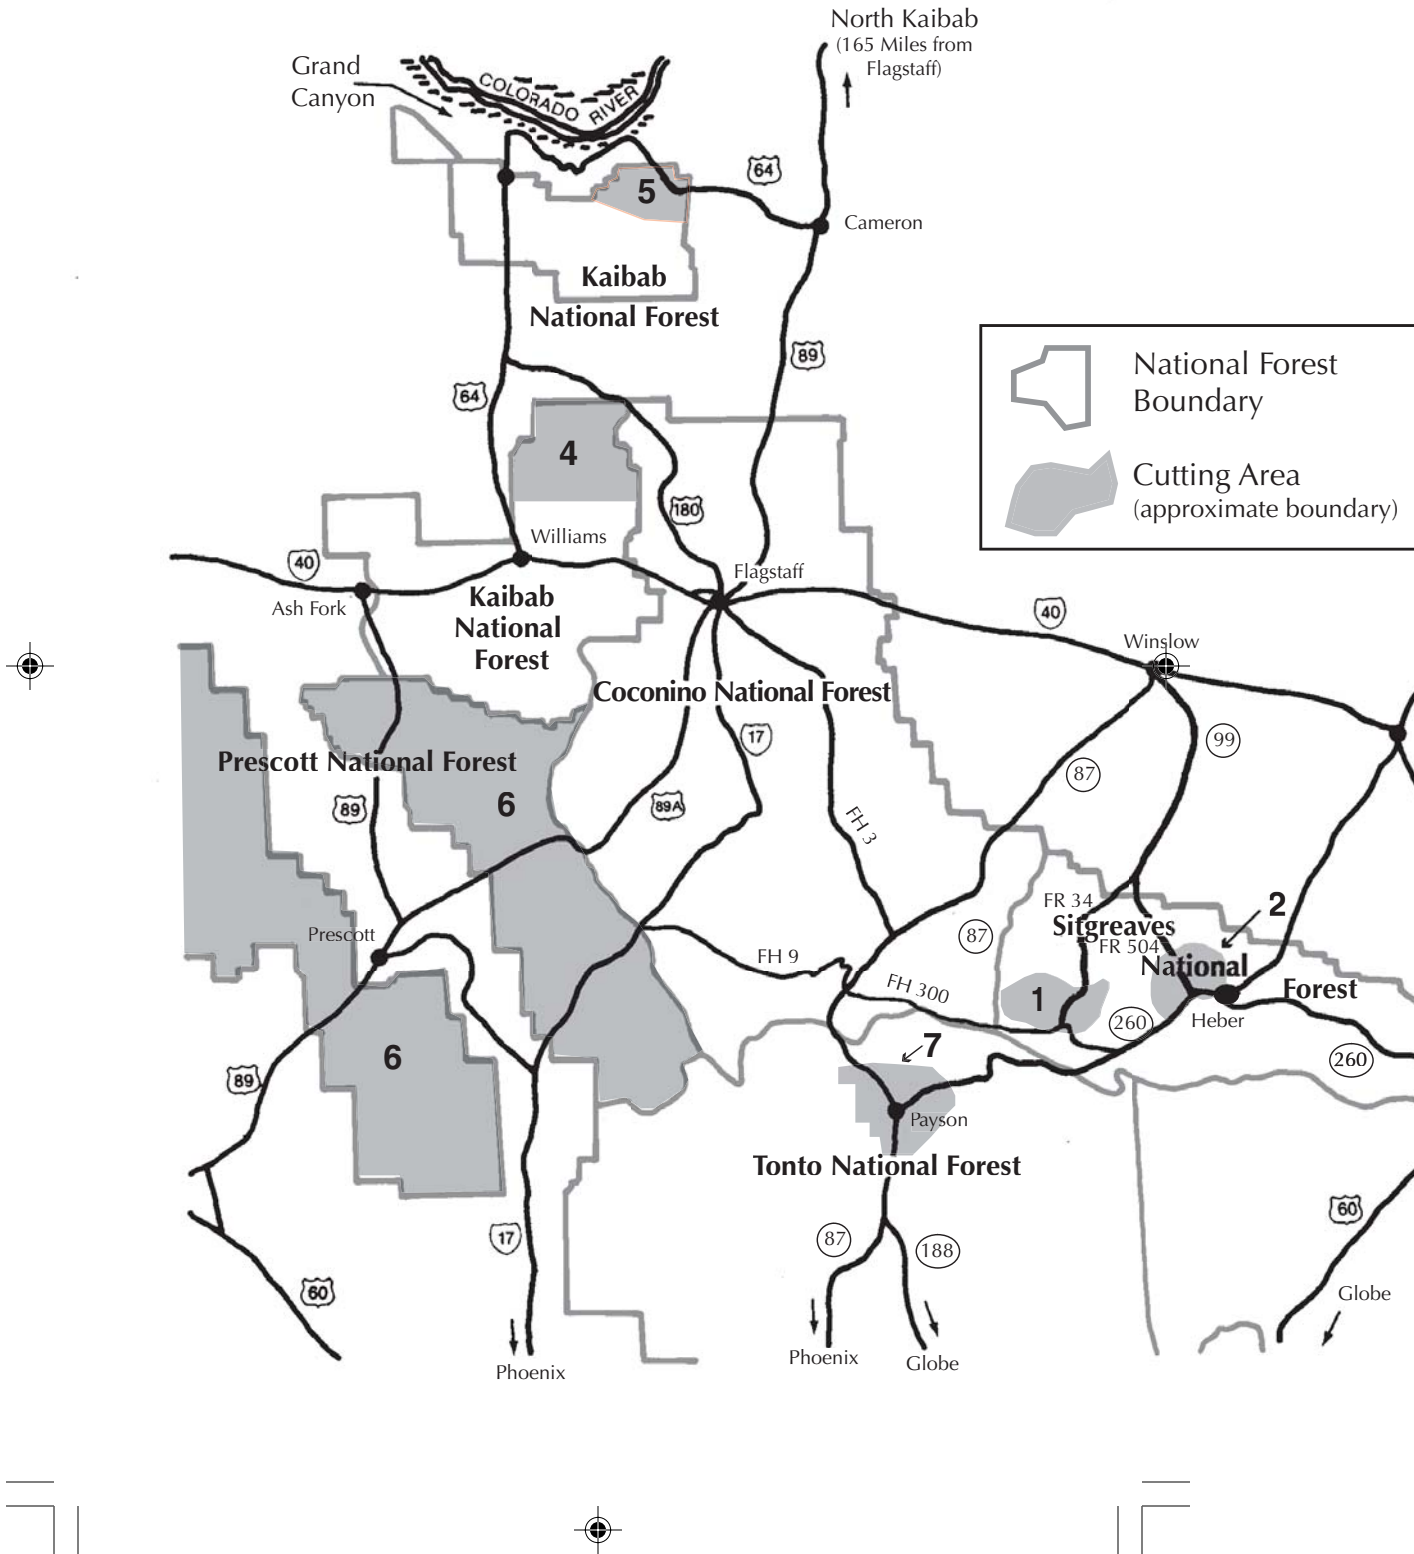 North Kaibab
(165 Miles from
Flagstaff)
Grand
Canyon
COLORADO RIVER
64
5
Cameron
Kaibab
National Forest
89
64
National Forest
Boundary
Cutting Area
(approximate boundary)
4
180
Williams
40
Flagstaff
Ash Fork
Kaibab
National
Forest
40
Winslow
Coconino National Forest
17
99
Prescott National Forest
87
6
89
89A
FH 3
FR 34
2
Sitgreaves
Prescott
87
FR 504
FH 9
National
FH 300
Forest
1
260
Heber
7
6
260
89
Payson
Tonto National Forest
60
17
87
188
60
Globe
Phoenix
Phoenix
Globe